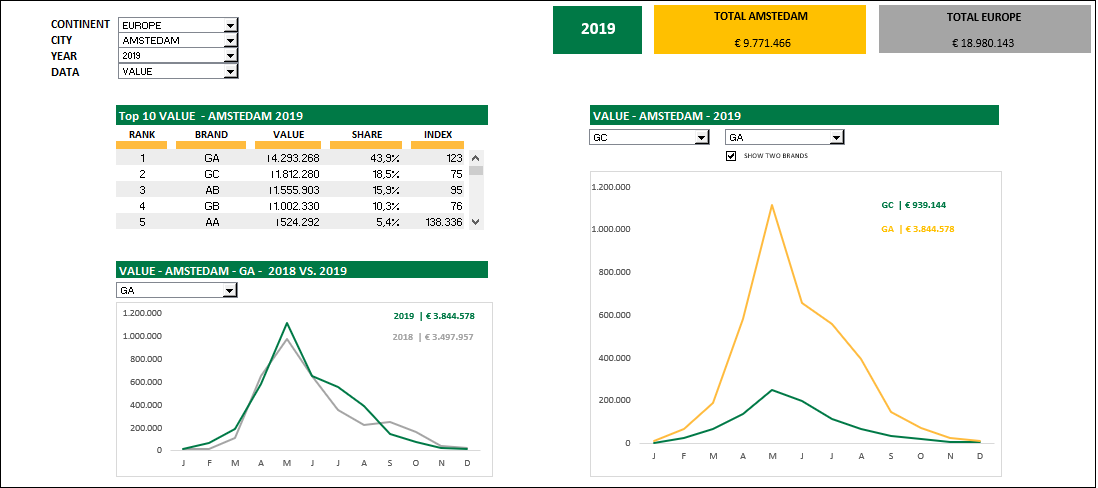 CONTINENT EUROPE
CITY AMSTEDAM
YEAR 2019
DATA VALUE
2019
TOTAL AMSTEDAM
€ 9.771.466
TOTAL EUROPE
€ 18.980.143
Top 10 VALUE - AMSTEDAM 2019
RANK BRAND VALUE SHARE INDEX
1 GA 14.293.268 43,9% 123
2 GC 11.812.280 18,5% 75
3 AB 11.555.903 15,9% 95
4 GB 11.002.330 10,3% 76
5 AA 1524.292 5,4% 138.336
VALUE - AMSTEDAM - GA - 2018 VS. 2019
GA
2019 | € 3.844.578
2018 | € 3.497.957
1.200.000
1.000.000
800.000
600.000
400.000
200.000
0
J F M A M J J A S O N D
VALUE - AMSTEDAM - 2019
GC GA
SHOW TWO BRANDS
GC | € 939.144
GA | € 3.844.578
1.200.000
1.000.000
800.000
600.000
400.000
200.000
0
J F M A M J J A S O N D